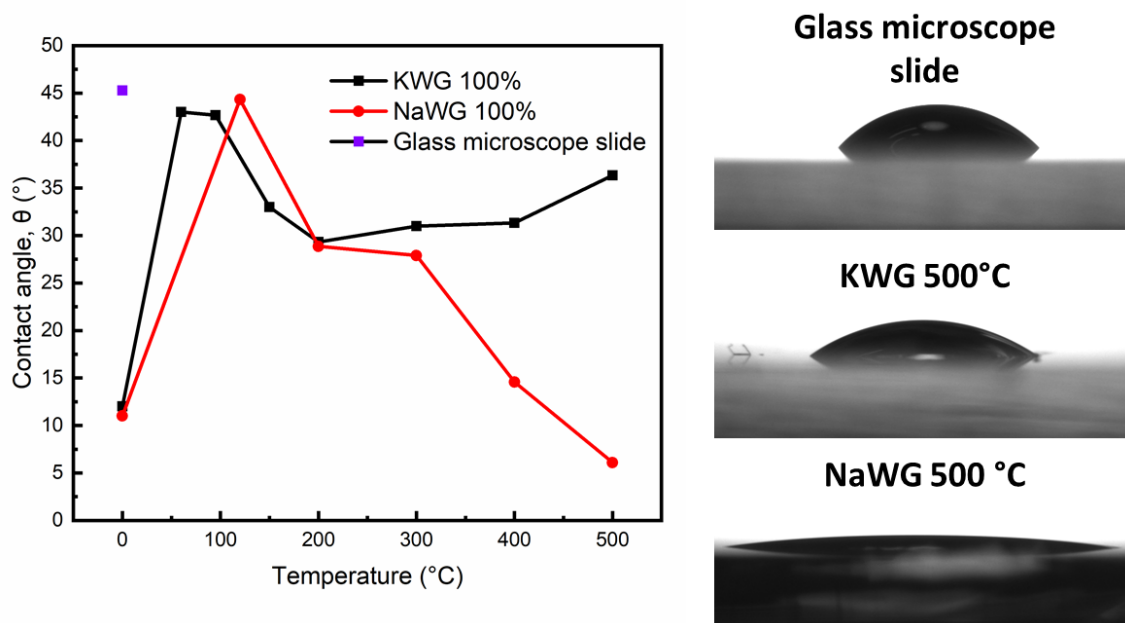 50
45
40
35
30
25
20
15
10
5
0
Contact angle, θ (°)
KWG 100%
NaWG 100%
Glass microscope slide
0 100 200 300 400 500
Temperature (°C)
Glass microscope
slide
KWG 500°C
NaWG 500 °C